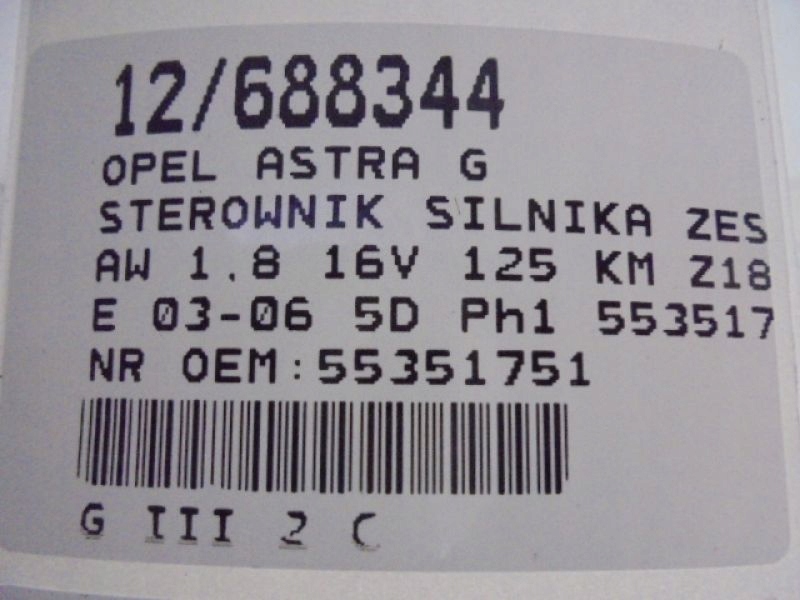 12/688344
OPEL ASTRA G
STEROWNIK SILNIKA ZES
AW 1.8 16V 125 KM Z18
E 03-06 5D Ph1 553517
NR OEM:55351751
G III 2 C